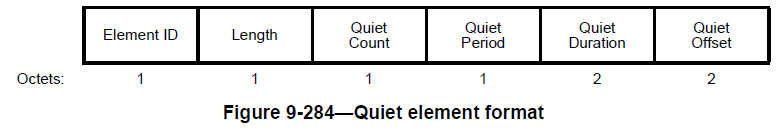 Element ID Length Quiet Count Quiet Period Quiet Duration Quiet Offset
Octets: 1 1 1 1 2 2
Figure 9-284—Quiet element format